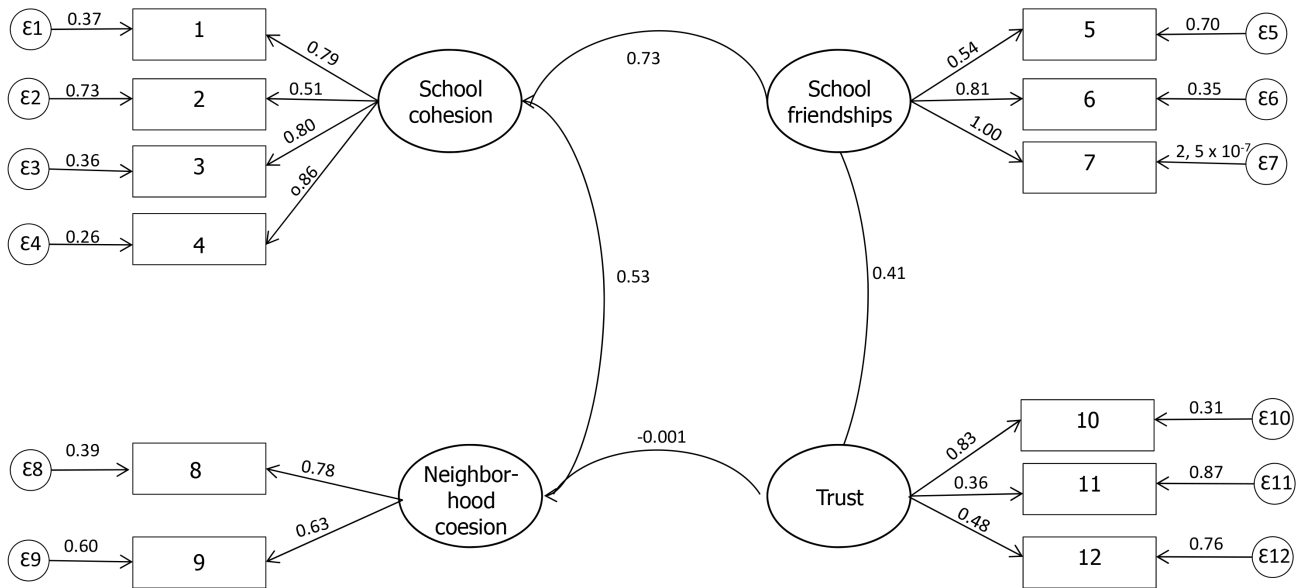 ε1
0.37
1
0.79
ε2
0.73
2
0.51
ε3
0.36
3
0.80
ε4
0.26
4
o.86
School
cohesion
0.73
School
friendships
0.54
5
0.70
ε5
0.81
6
0.35
ε6
1.00
7
2, 5 x 10⁻⁷
ε7
0.53
0.41
ε8
0.39
8
0.78
ε9
0.60
9
0.63
Neighbor-
hood
coesion
-0.001
Trust
0.83
10
0.31
ε10
0.36
11
0.87
ε11
0.48
12
0.76
ε12